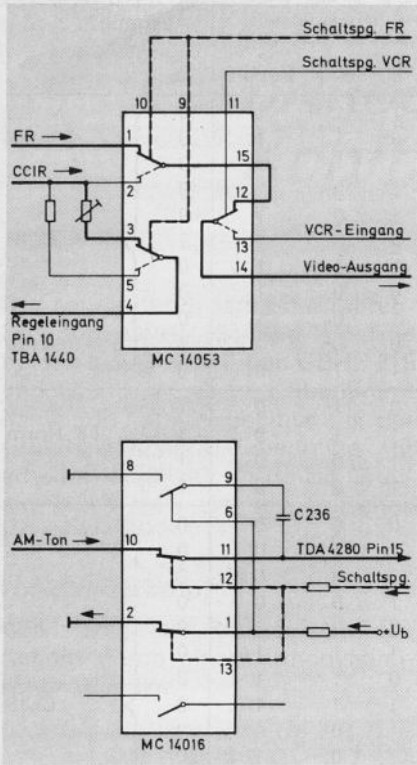 Schaltspg. FR
Schaltspg. VCR
10 9 11
FR
1
CCIR
15
2
12
3
13
VCR-Eingang
14
Video-Ausgang
5
4
Regeleingang
Pin 10
TBA 1440
MC 14053
8
9
6
C 236
AM-Ton
10
11
TDA 4280 Pin15
12
Schaltspg.
2
1
+Ub
13
MC 14016